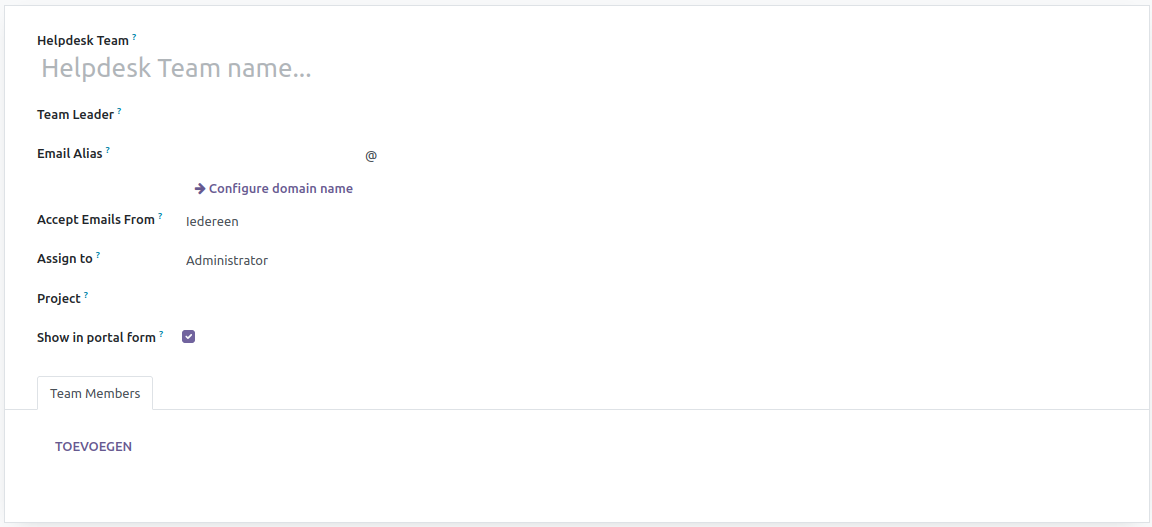 Helpdesk Team ?
Helpdesk Team name...
Team Leader ?
Email Alias ?
@
Configure domain name
Accept Emails From ?
Iedereen
Assign to ?
Administrator
Project ?
Show in portal form ?
Team Members
TOEVOEGEN